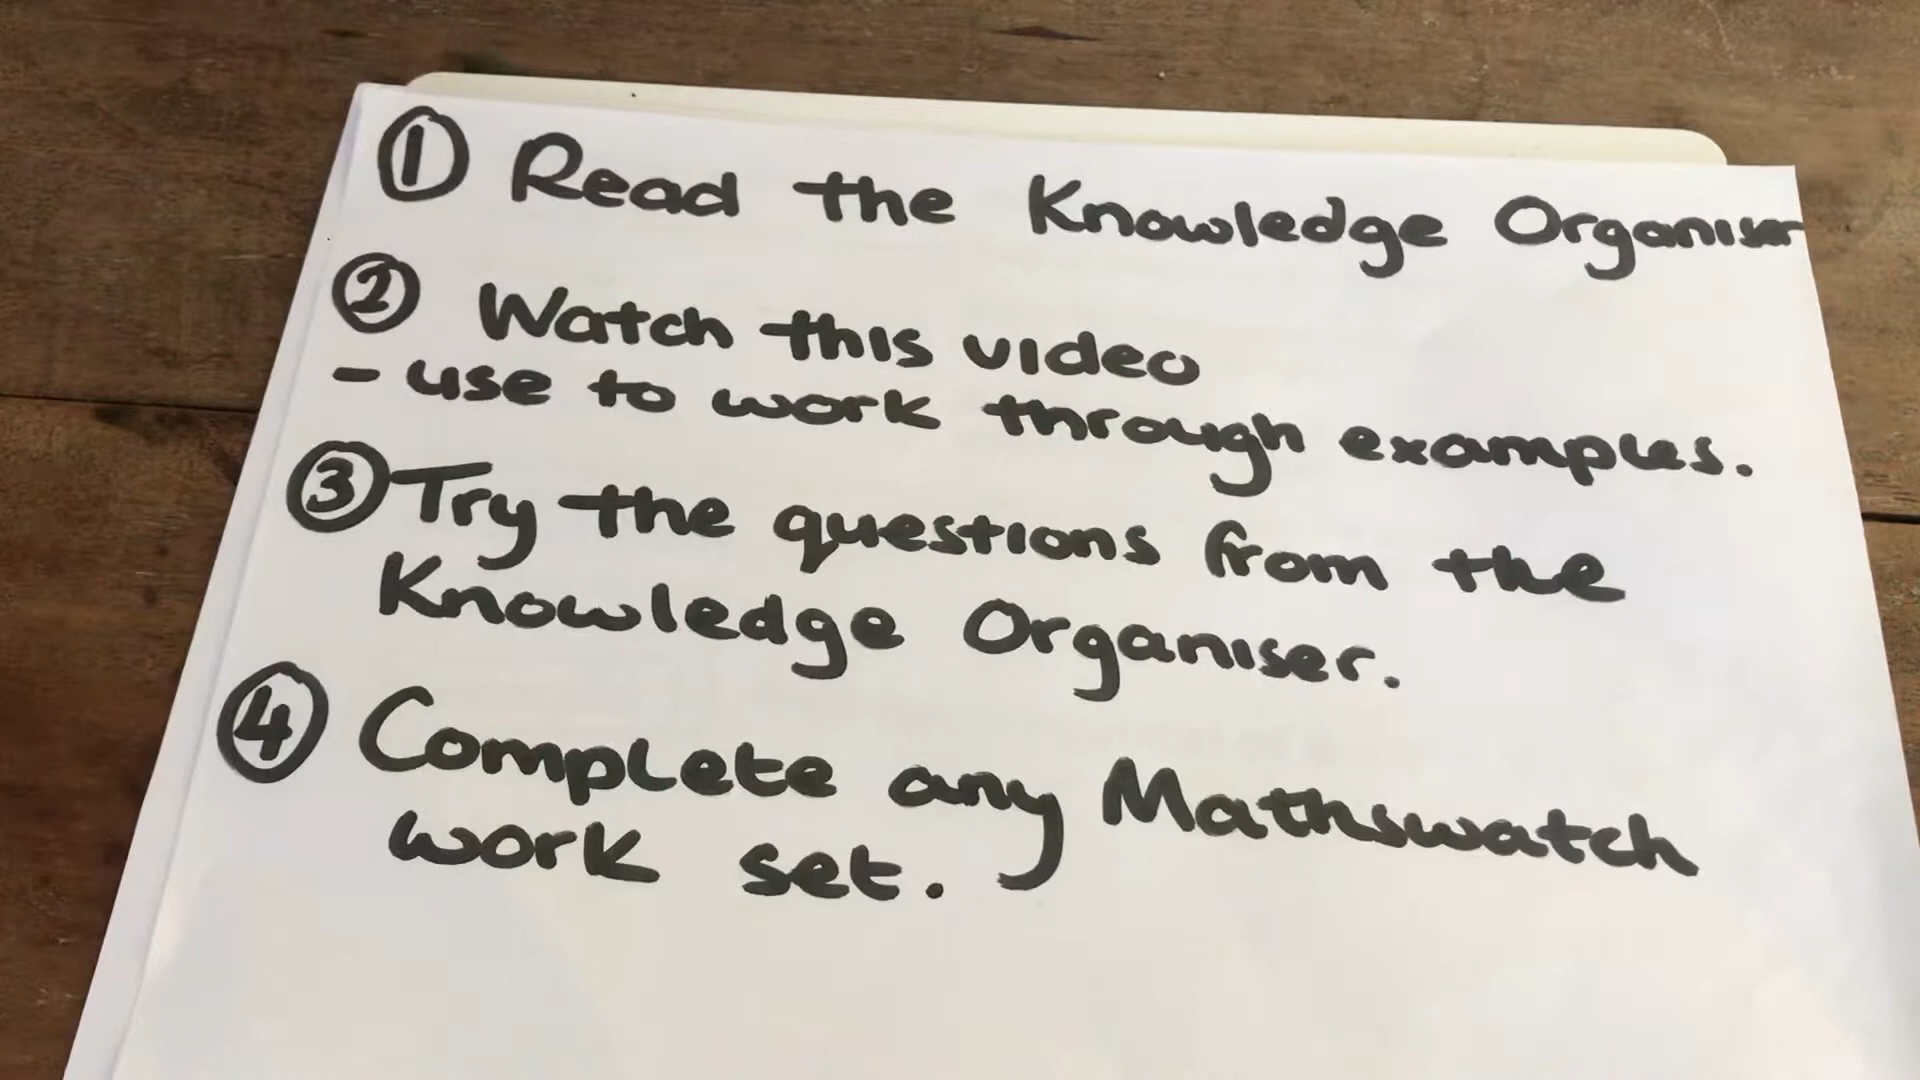 ① Read the Knowledge Organiser
② Watch this video
- use to work through examples.
③ Try the questions from the
Knowledge Organiser.
④ Complete any Mathswatch
work set.